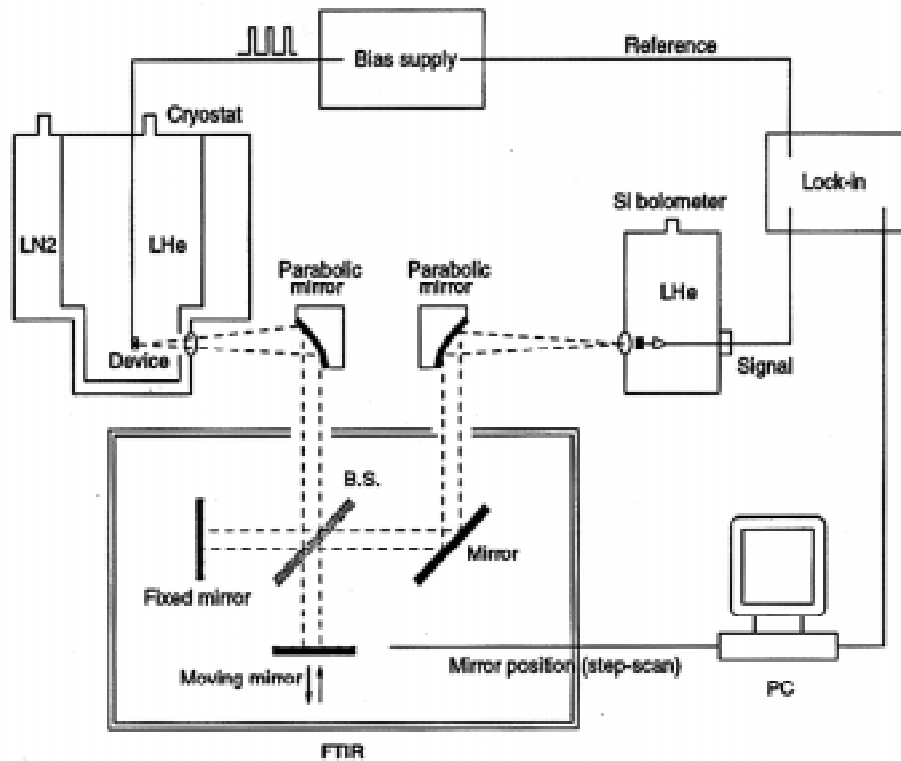 Bias supply
Reference
Cryostat
Lock-in
Si bolometer
LN2
LHe
Parabolic
mirror
Parabolic
mirror
LHe
Device
Signal
B.S.
Mirror
Fixed mirror
Mirror position (step-scan)
Moving mirror
PC
FTIR